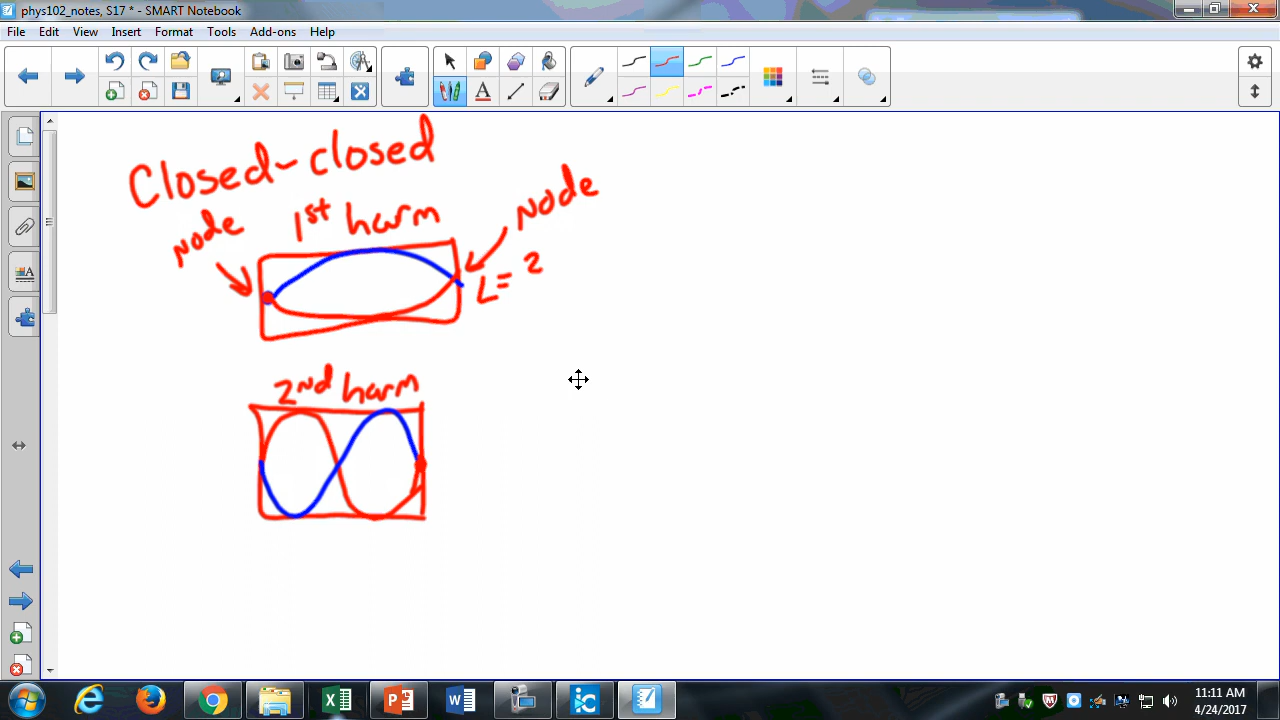 phys102_notes, S17 * - SMART Notebook
File Edit View Insert Format Tools Add-ons Help
Closed-closed
Node
1st harm
Node
L= 2
2nd harm
11:11 AM
4/24/2017